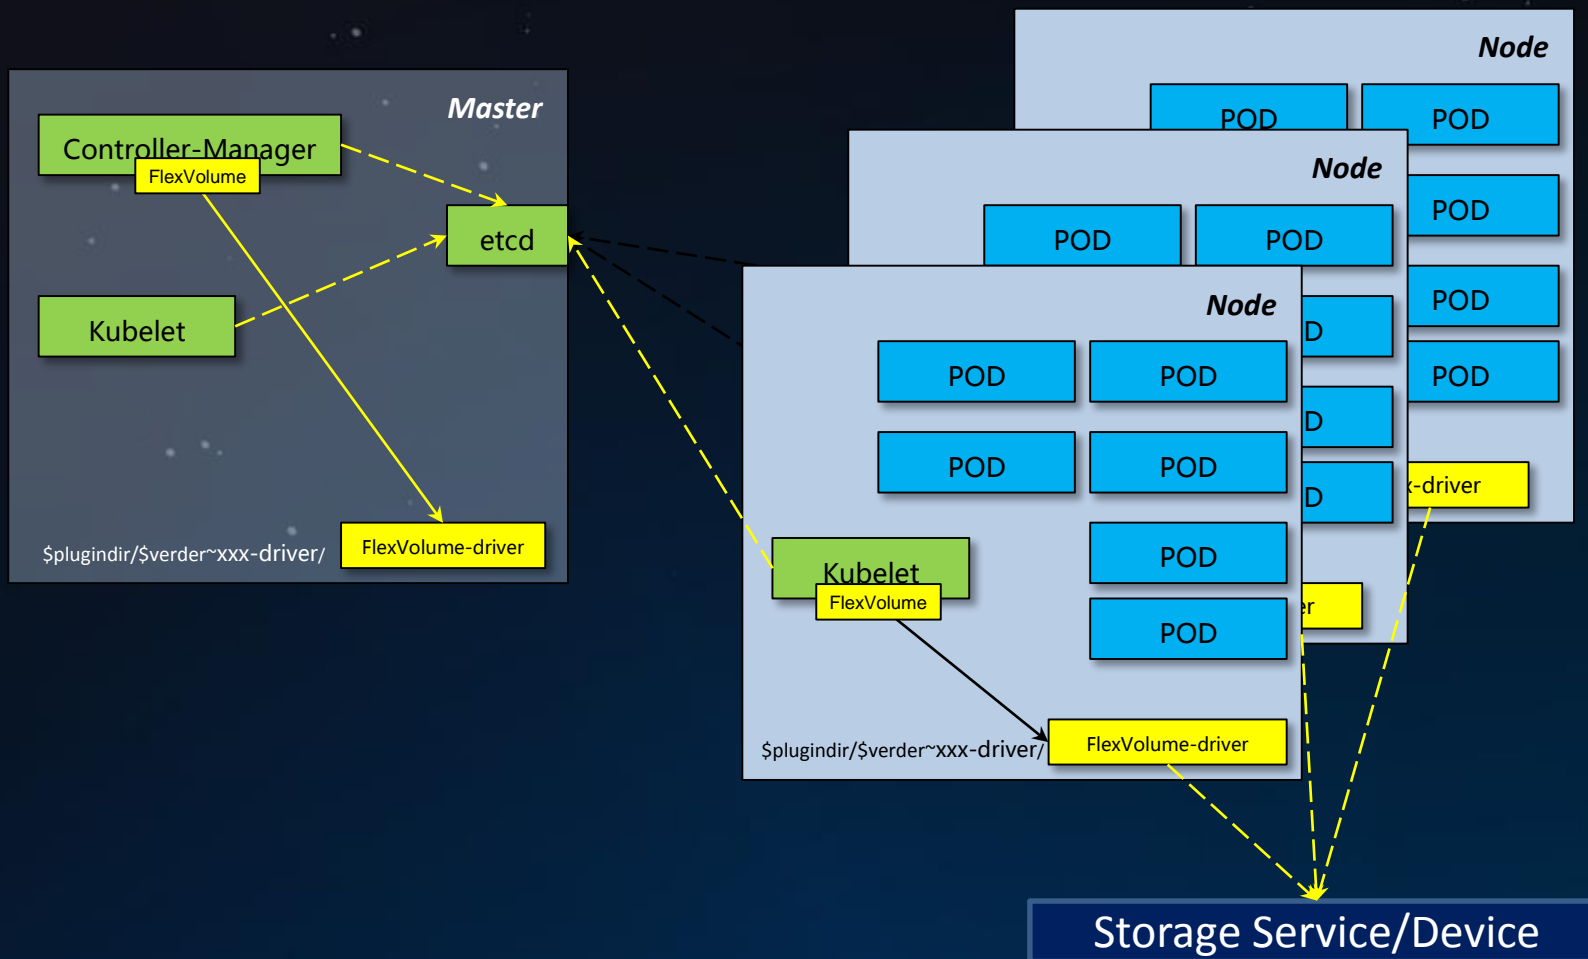 Master
Controller-Manager
FlexVolume
etcd
Kubelet
$plugindir/$verder~xxx-driver/
FlexVolume-driver
Node
POD
POD
POD
POD
POD
-driver
Node
POD
POD
D
D
D
er
Node
POD
POD
POD
POD
POD
POD
Kubelet
FlexVolume
$plugindir/$verder~xxx-driver/
FlexVolume-driver
Storage Service/Device